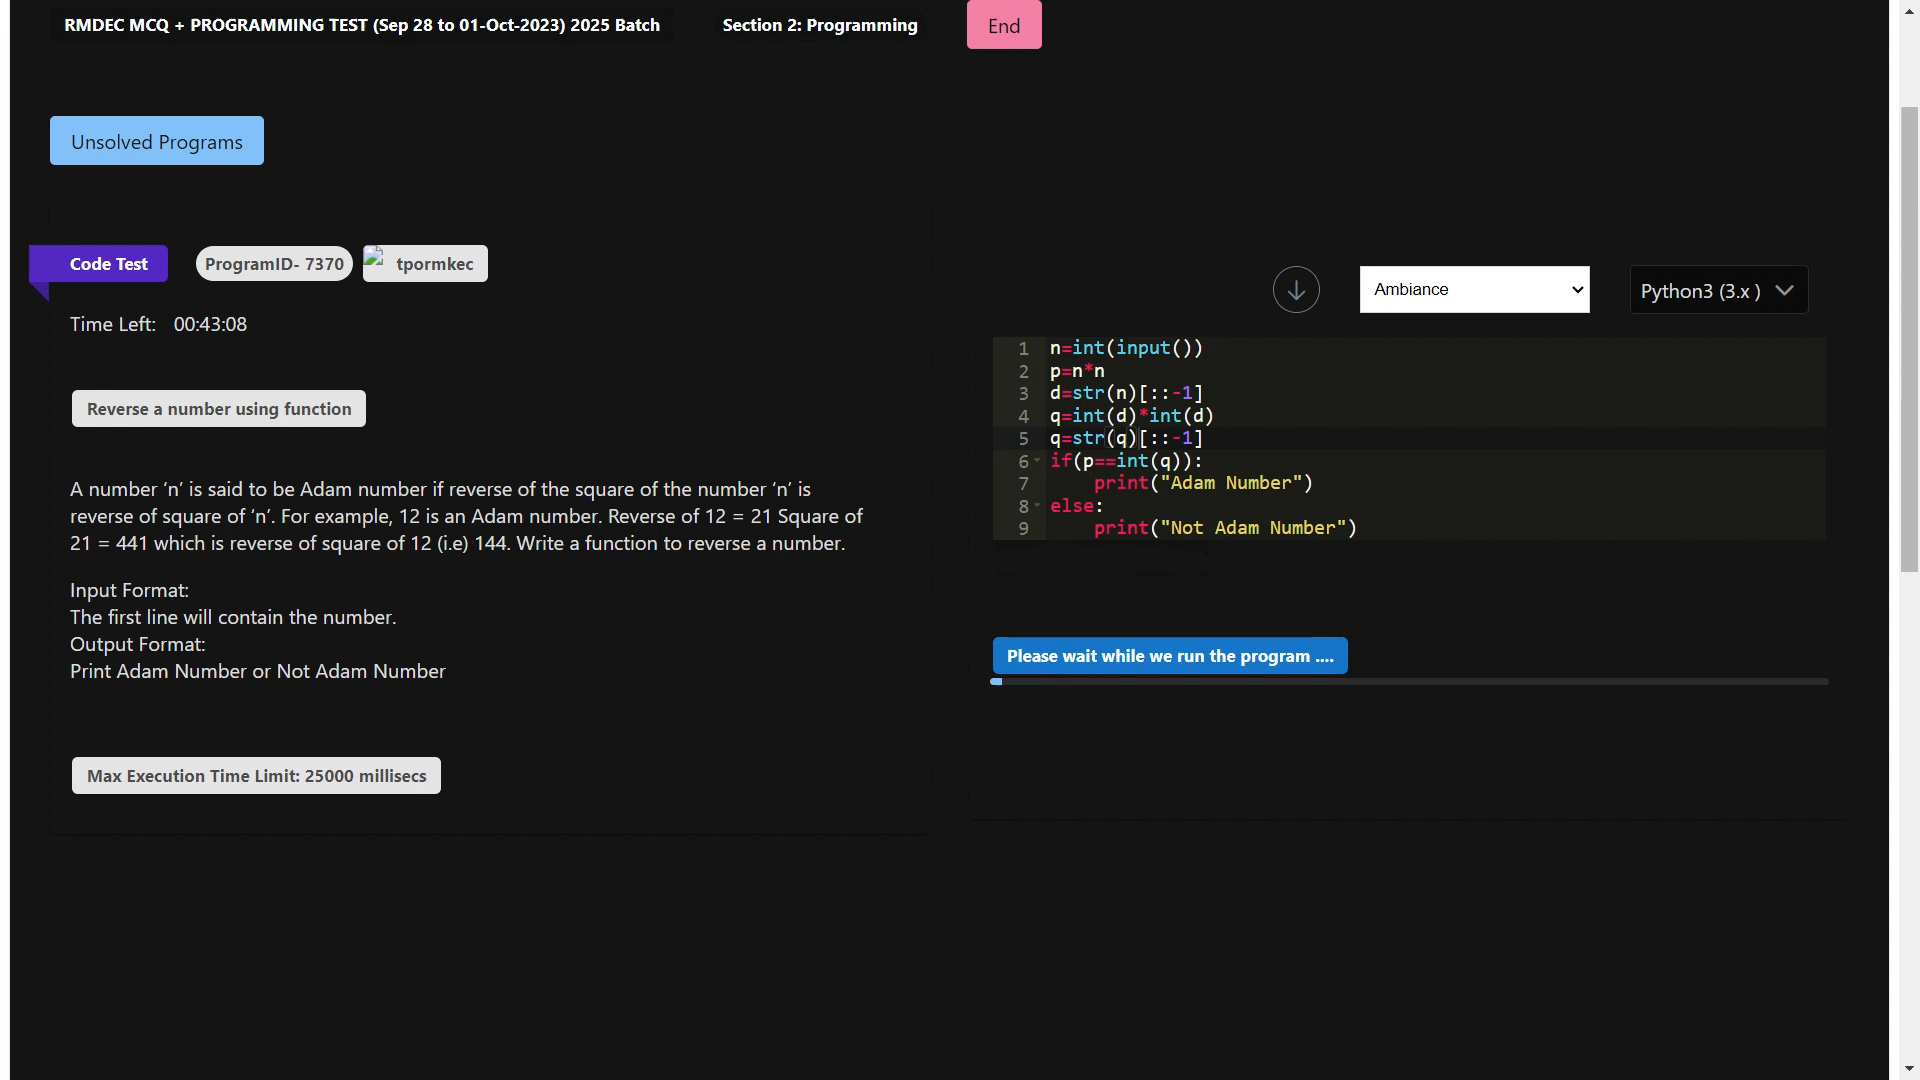 RMDEC MCQ + PROGRAMMING TEST (Sep 28 to 01-Oct-2023) 2025 Batch
Section 2: Programming
End
Unsolved Programs
Code Test
ProgramID- 7370
tpormkec
Time Left: 00:43:08
Reverse a number using function
A number ‘n’ is said to be Adam number if reverse of the square of the number ‘n’ is
reverse of square of ‘n’. For example, 12 is an Adam number. Reverse of 12 = 21 Square of
21 = 441 which is reverse of square of 12 (i.e) 144. Write a function to reverse a number.
Input Format:
The first line will contain the number.
Output Format:
Print Adam Number or Not Adam Number
Max Execution Time Limit: 25000 millisecs
Ambiance
Python3 (3.x )
1 n=int(input())
2 p=n*n
3 d=str(n)[::-1]
4 q=int(d)*int(d)
5 q=str(q)[::-1]
6 if(p==int(q)):
7     print("Adam Number")
8 else:
9     print("Not Adam Number")
Please wait while we run the program ....